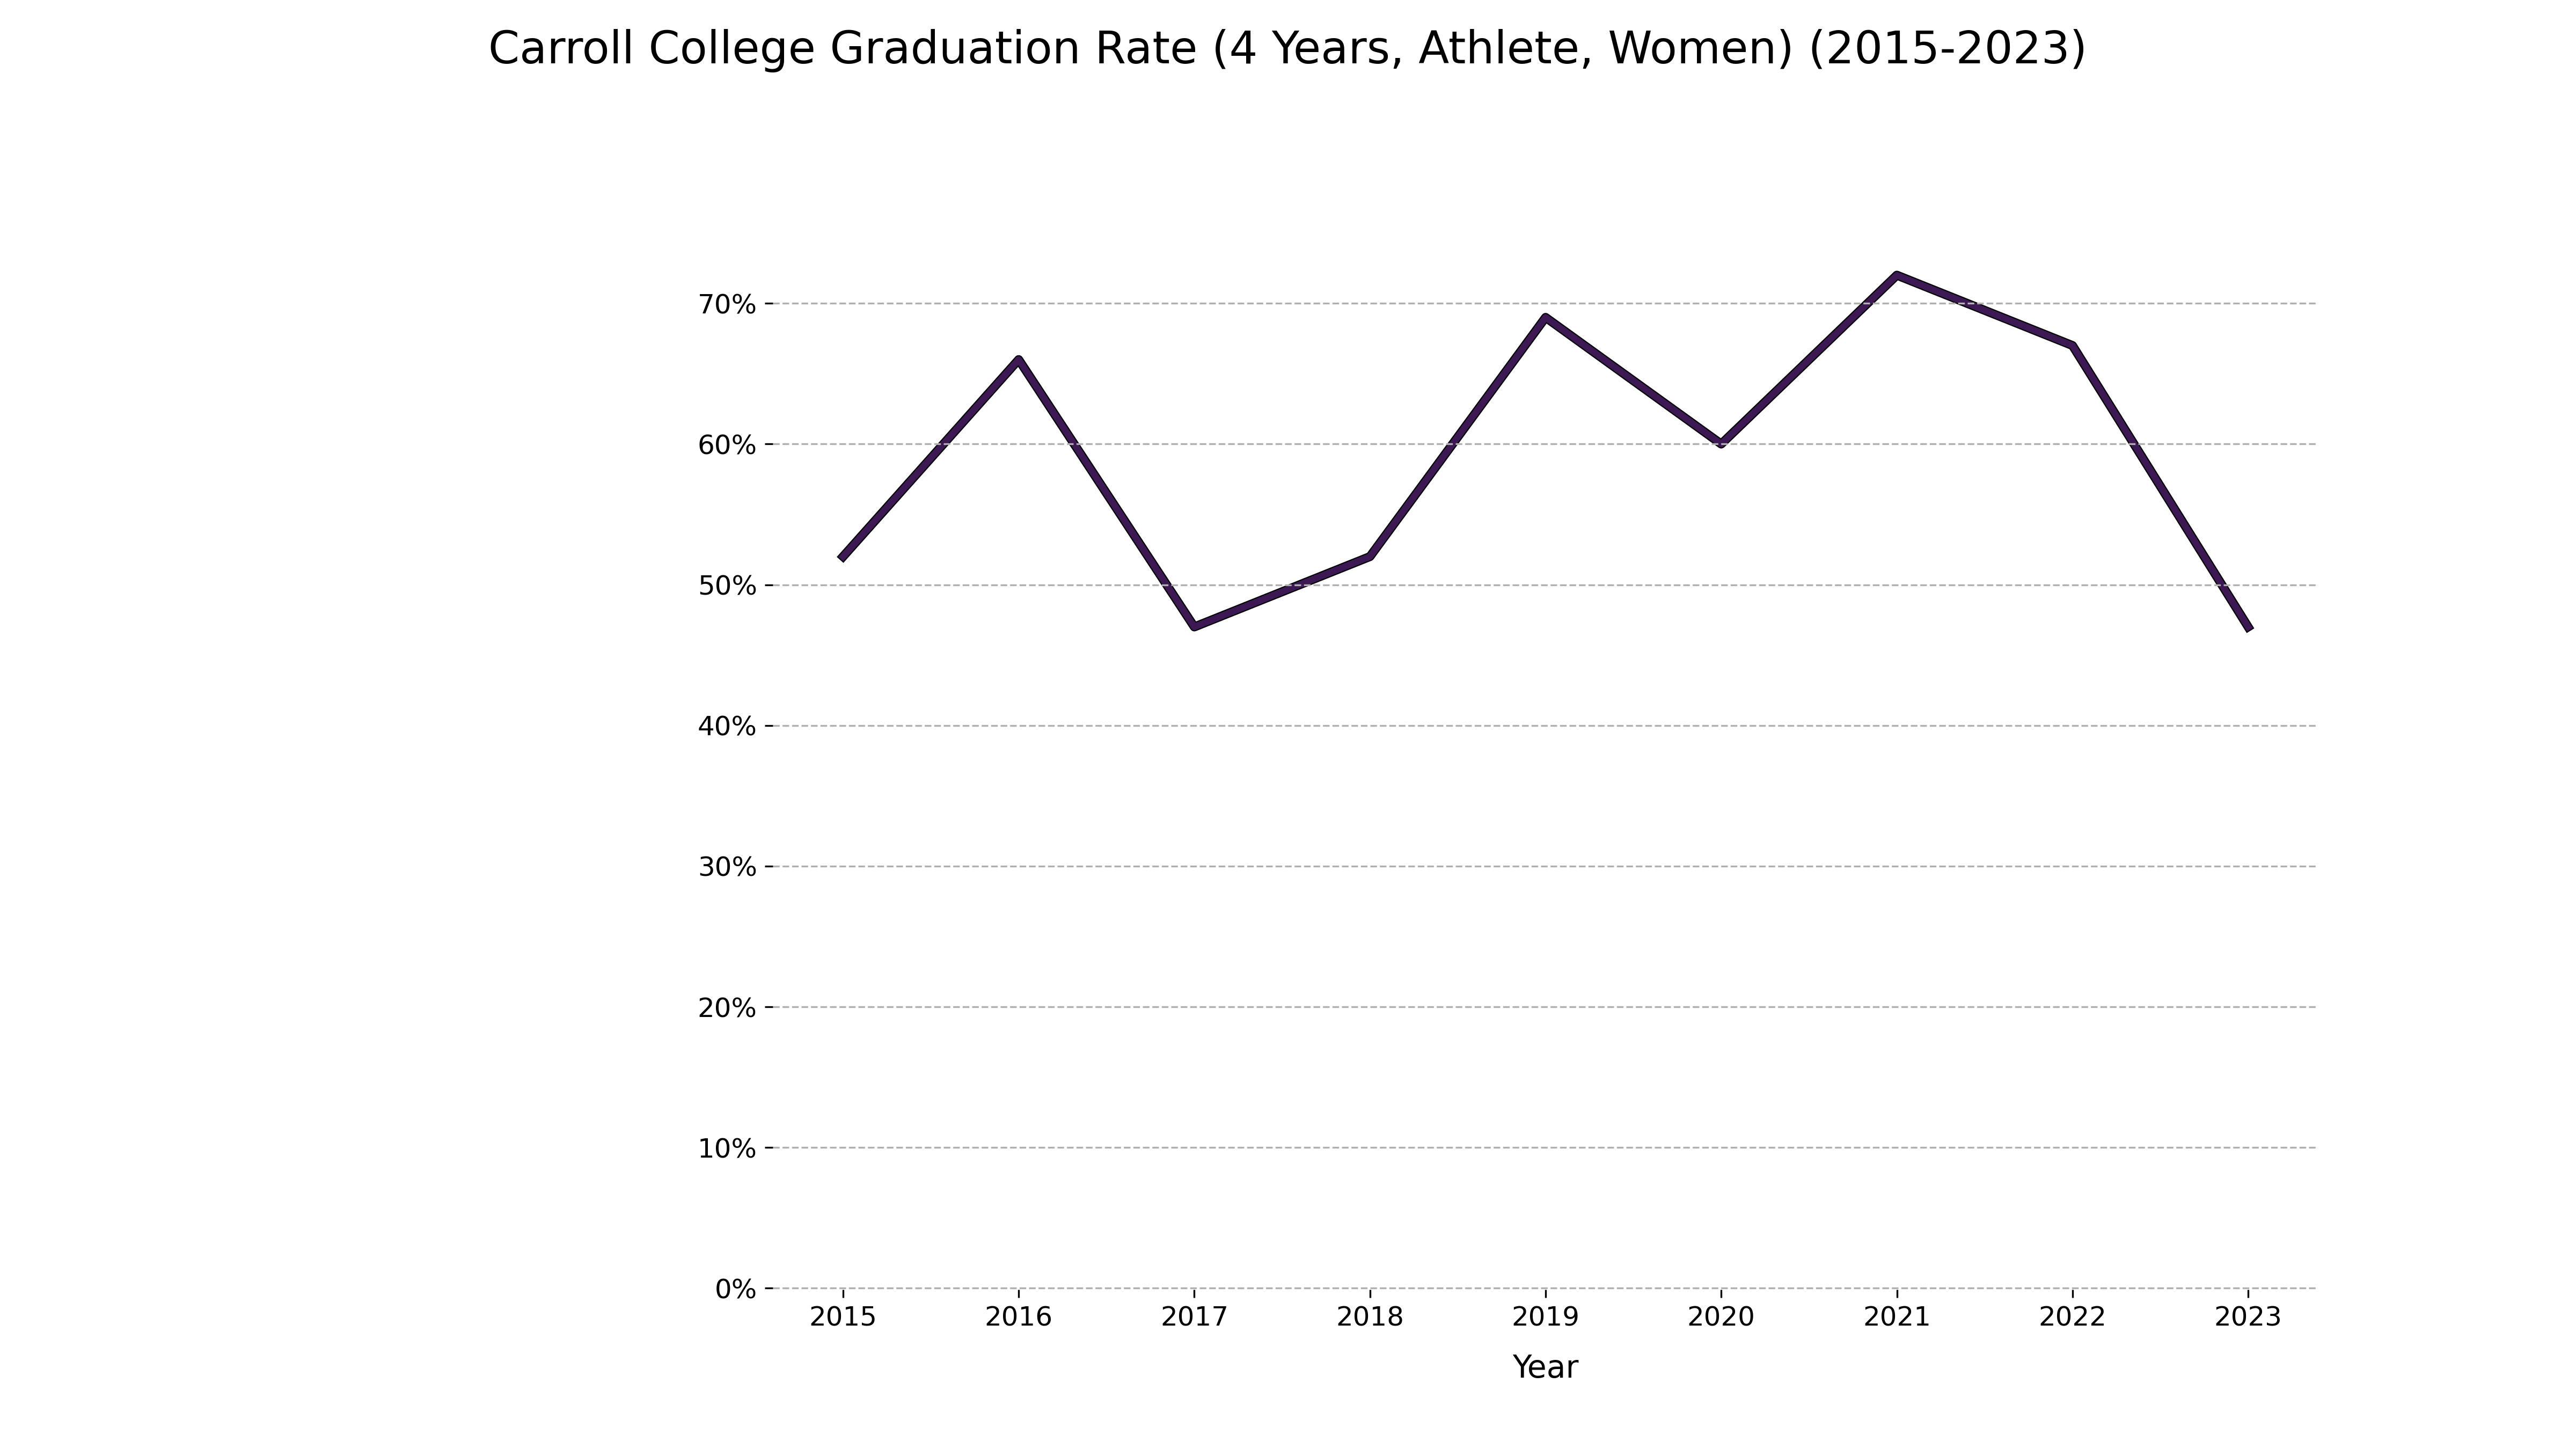 Carroll College Graduation Rate (4 Years, Athlete, Women) (2015-2023)
70%
60%
50%
40%
30%
20%
10%
0%
2015 2016 2017 2018 2019 2020 2021 2022 2023
Year